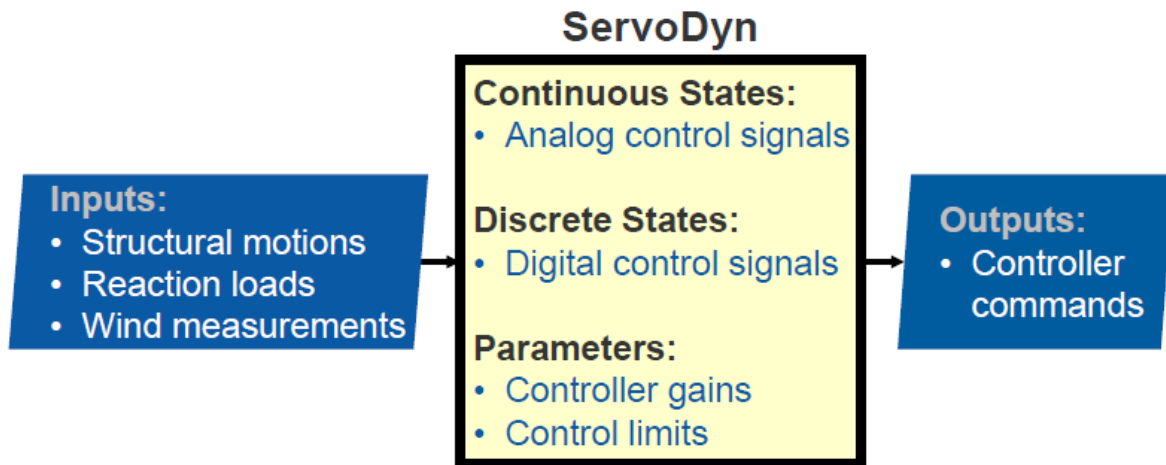 ServoDyn
Inputs:
• Structural motions
• Reaction loads
• Wind measurements
Continuous States:
• Analog control signals
Discrete States:
• Digital control signals
Parameters:
• Controller gains
• Control limits
Outputs:
• Controller
commands